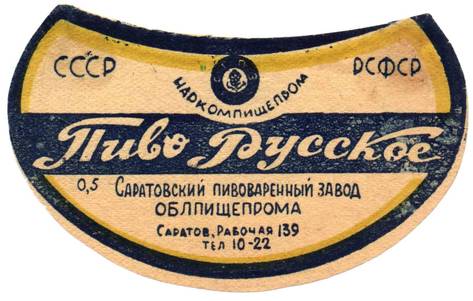 СССР
РСФСР
НАРКОМПИЩЕПРОМ
Пиво Русское
0,5 Саратовский пивоваренный завод
облпищепрома
Саратов, Рабочая 139
тел 10-22